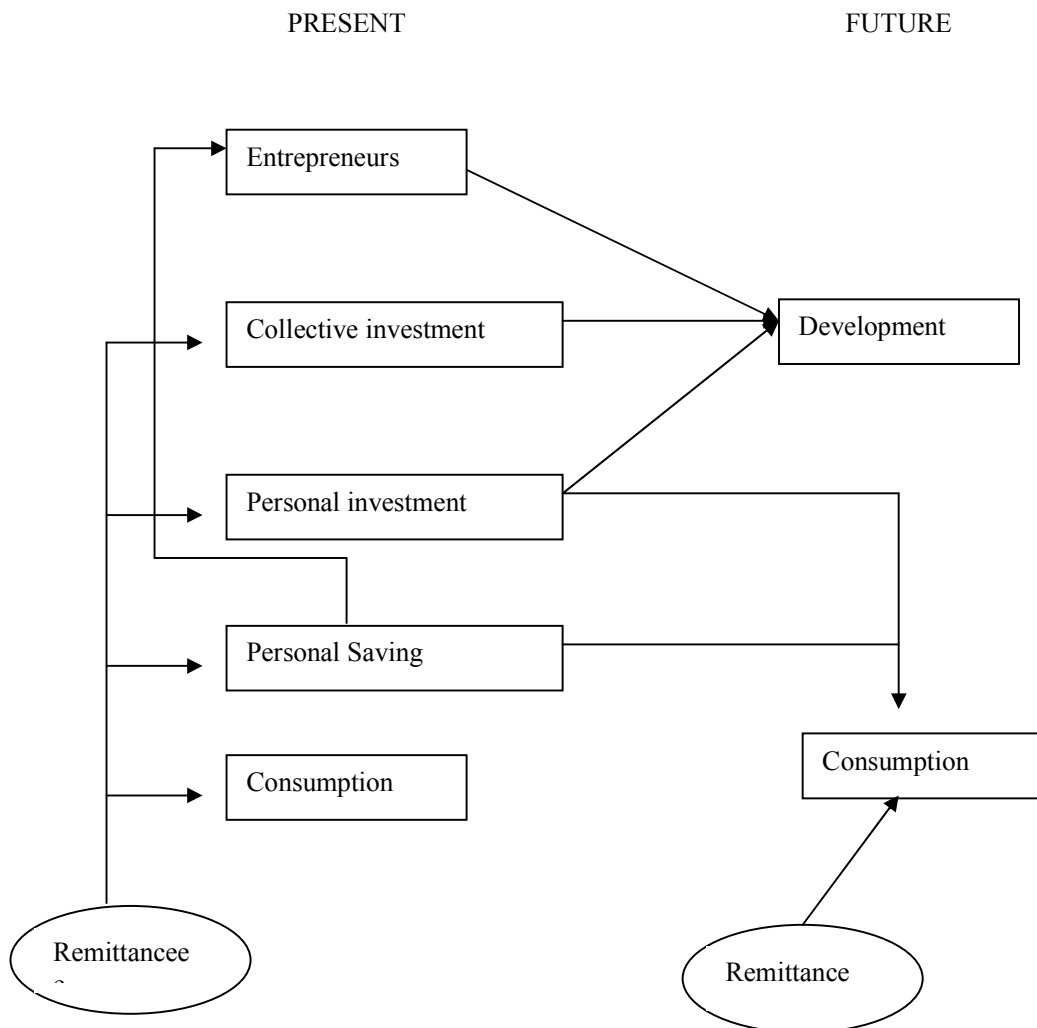 PRESENT FUTURE
Entrepreneurs
Collective investment
Development
Personal investment
Personal Saving
Consumption
Consumption
Remittancee
Remittance